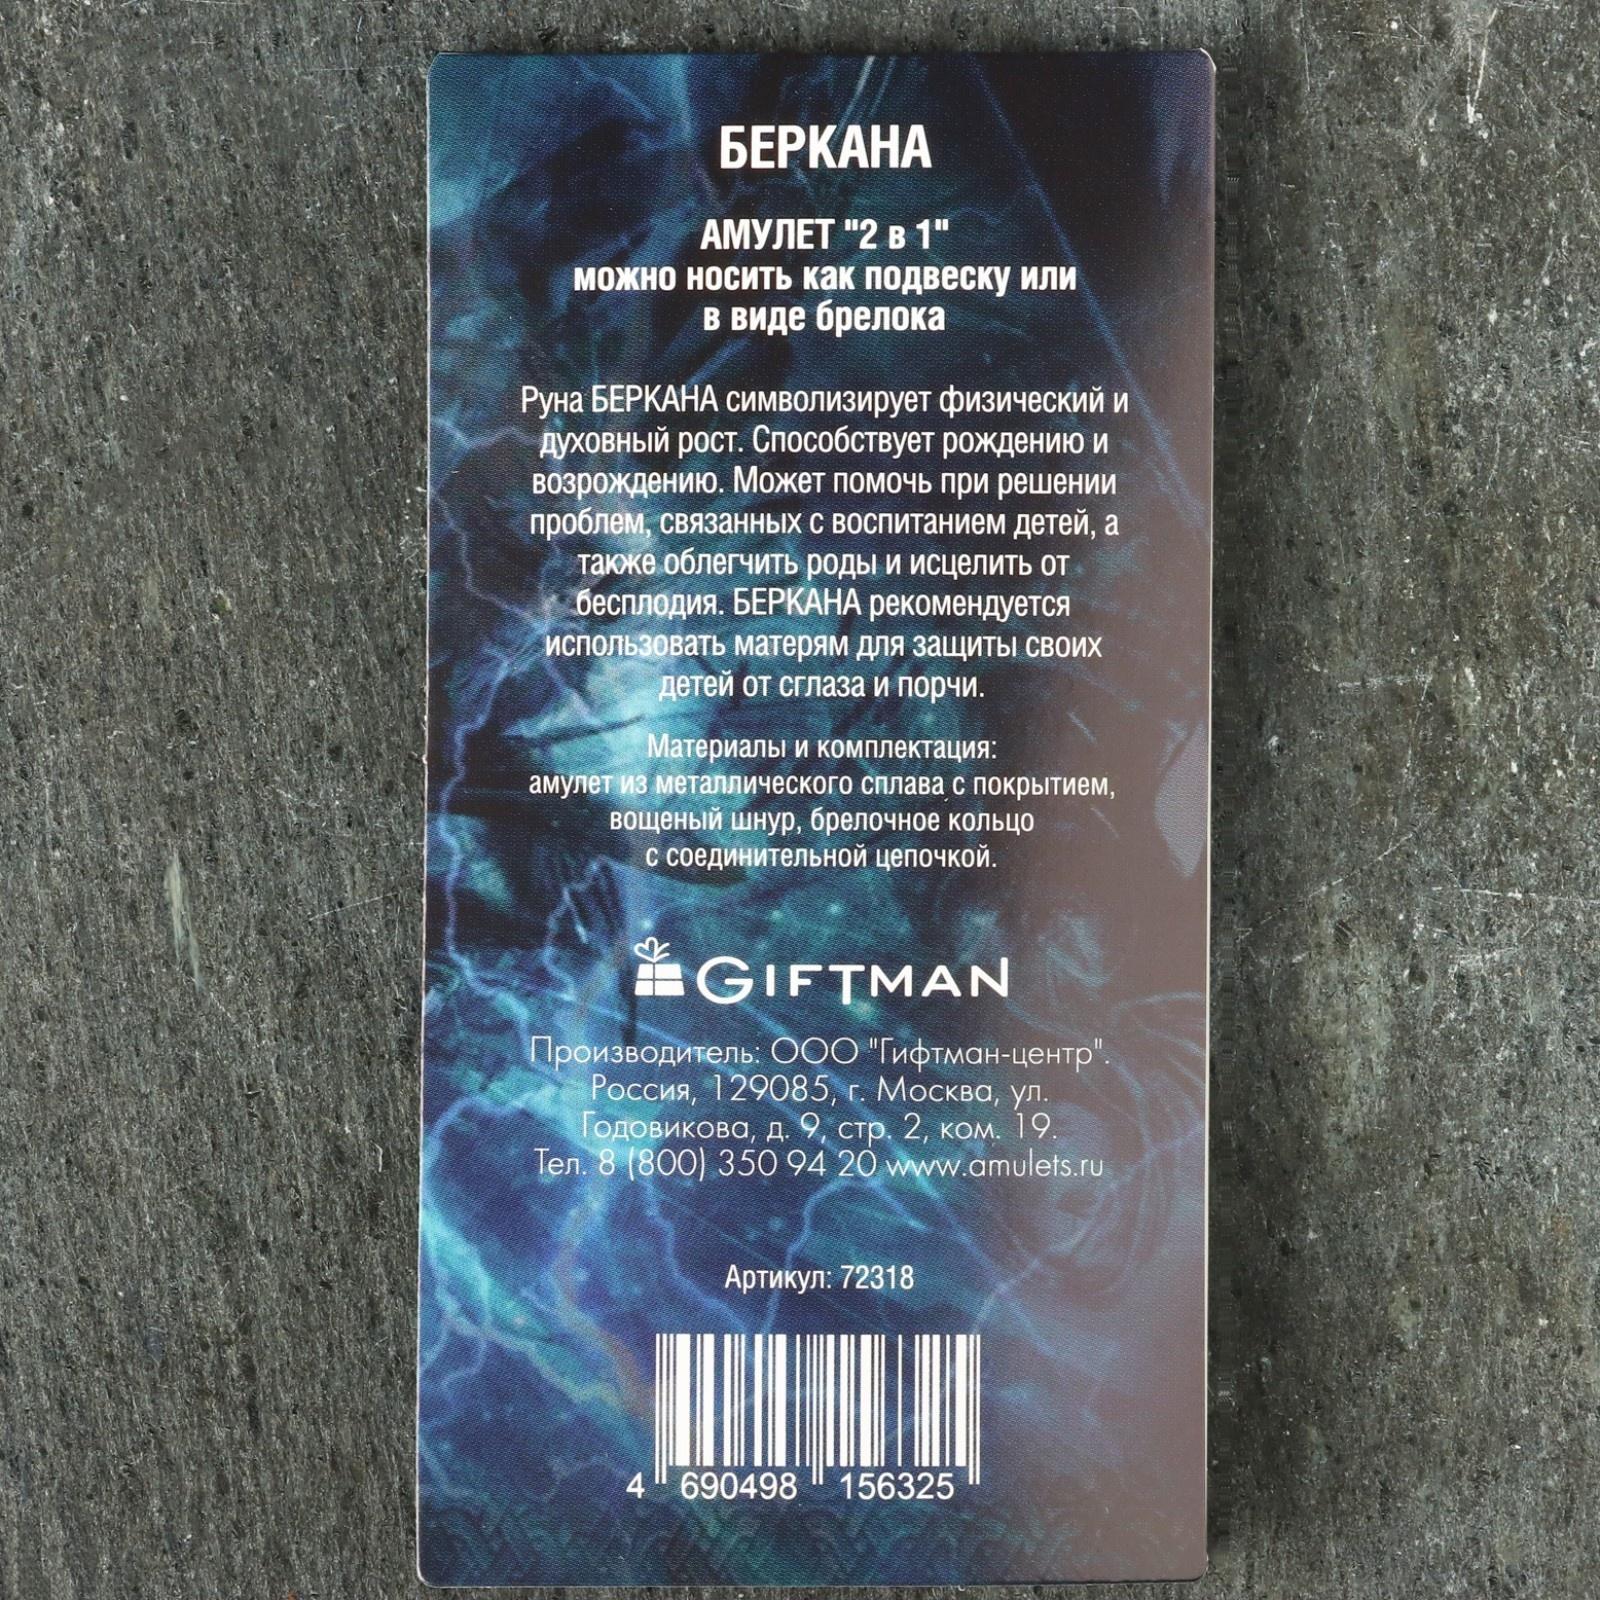 БЕРКАНА
АМУЛЕТ "2 в 1"
можно носить как подвеску или
в виде брелока
Руна БЕРКАНА символизирует физический и
духовный рост. Способствует рождению и
возрождению. Может помочь при решении
проблем, связанных с воспитанием детей, а
также облегчить роды и исцелить от
бесплодия. БЕРКАНА рекомендуется
использовать матерям для защиты своих
детей от сглаза и порчи.
Материалы и комплектация:
амулет из металлического сплава с покрытием,
вощеный шнур, брелочное кольцо
с соединительной цепочкой.
GIFTMAN
Производитель: ООО "Гифтман-центр".
Россия, 129085, г. Москва, ул.
Годовикова, д. 9, стр. 2, ком. 19.
Тел. 8 (800) 350 94 20 www.amulets.ru
Артикул: 72318
4 690498 156325